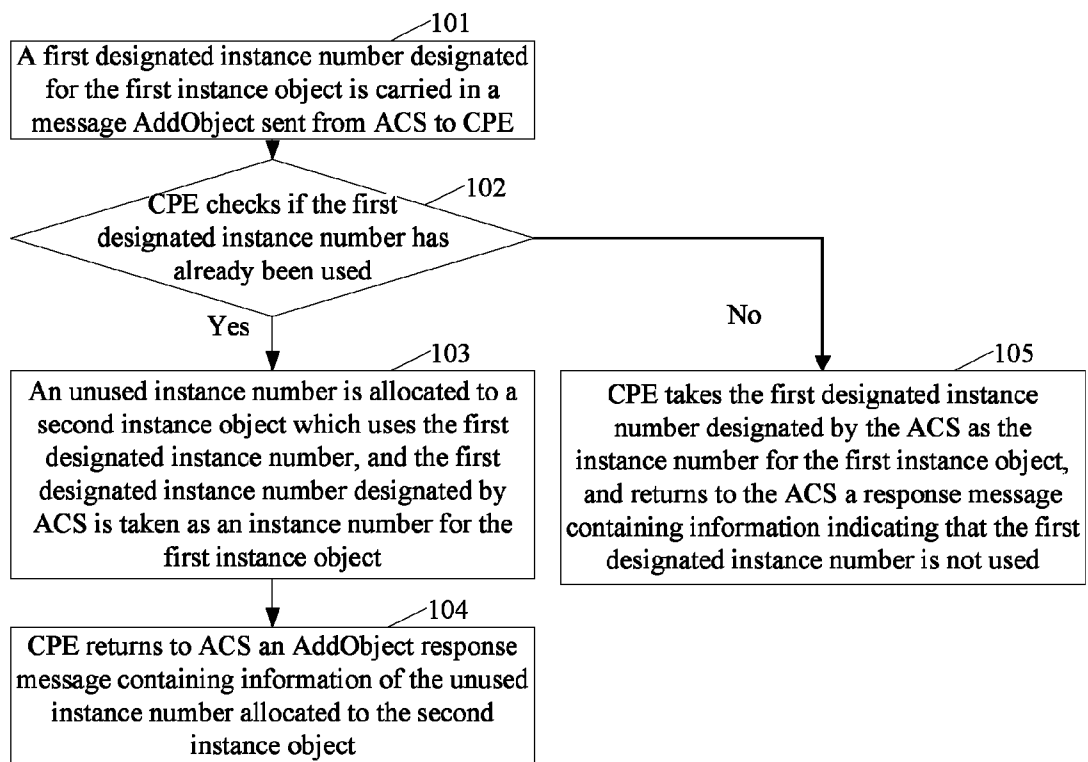 101
A first designated instance number designated
for the first instance object is carried in a
message AddObject sent from ACS to CPE
102
CPE checks if the first
designated instance number has
already been used
Yes
No
103
An unused instance number is allocated to a
second instance object which uses the first
designated instance number, and the first
designated instance number designated by
ACS is taken as an instance number for the
first instance object
105
CPE takes the first designated instance
number designated by the ACS as the
instance number for the first instance object,
and returns to the ACS a response message
containing information indicating that the first
designated instance number is not used
104
CPE returns to ACS an AddObject response
message containing information of the unused
instance number allocated to the second
instance object